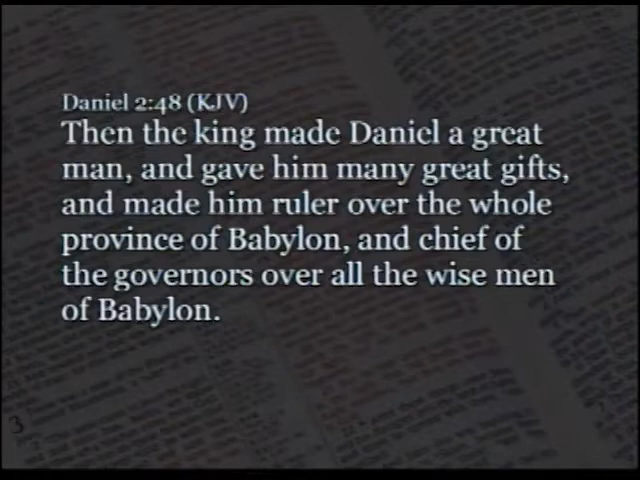 Daniel 2:48 (KJV)
Then the king made Daniel a great
man, and gave him many great gifts,
and made him ruler over the whole
province of Babylon, and chief of
the governors over all the wise men
of Babylon.
3